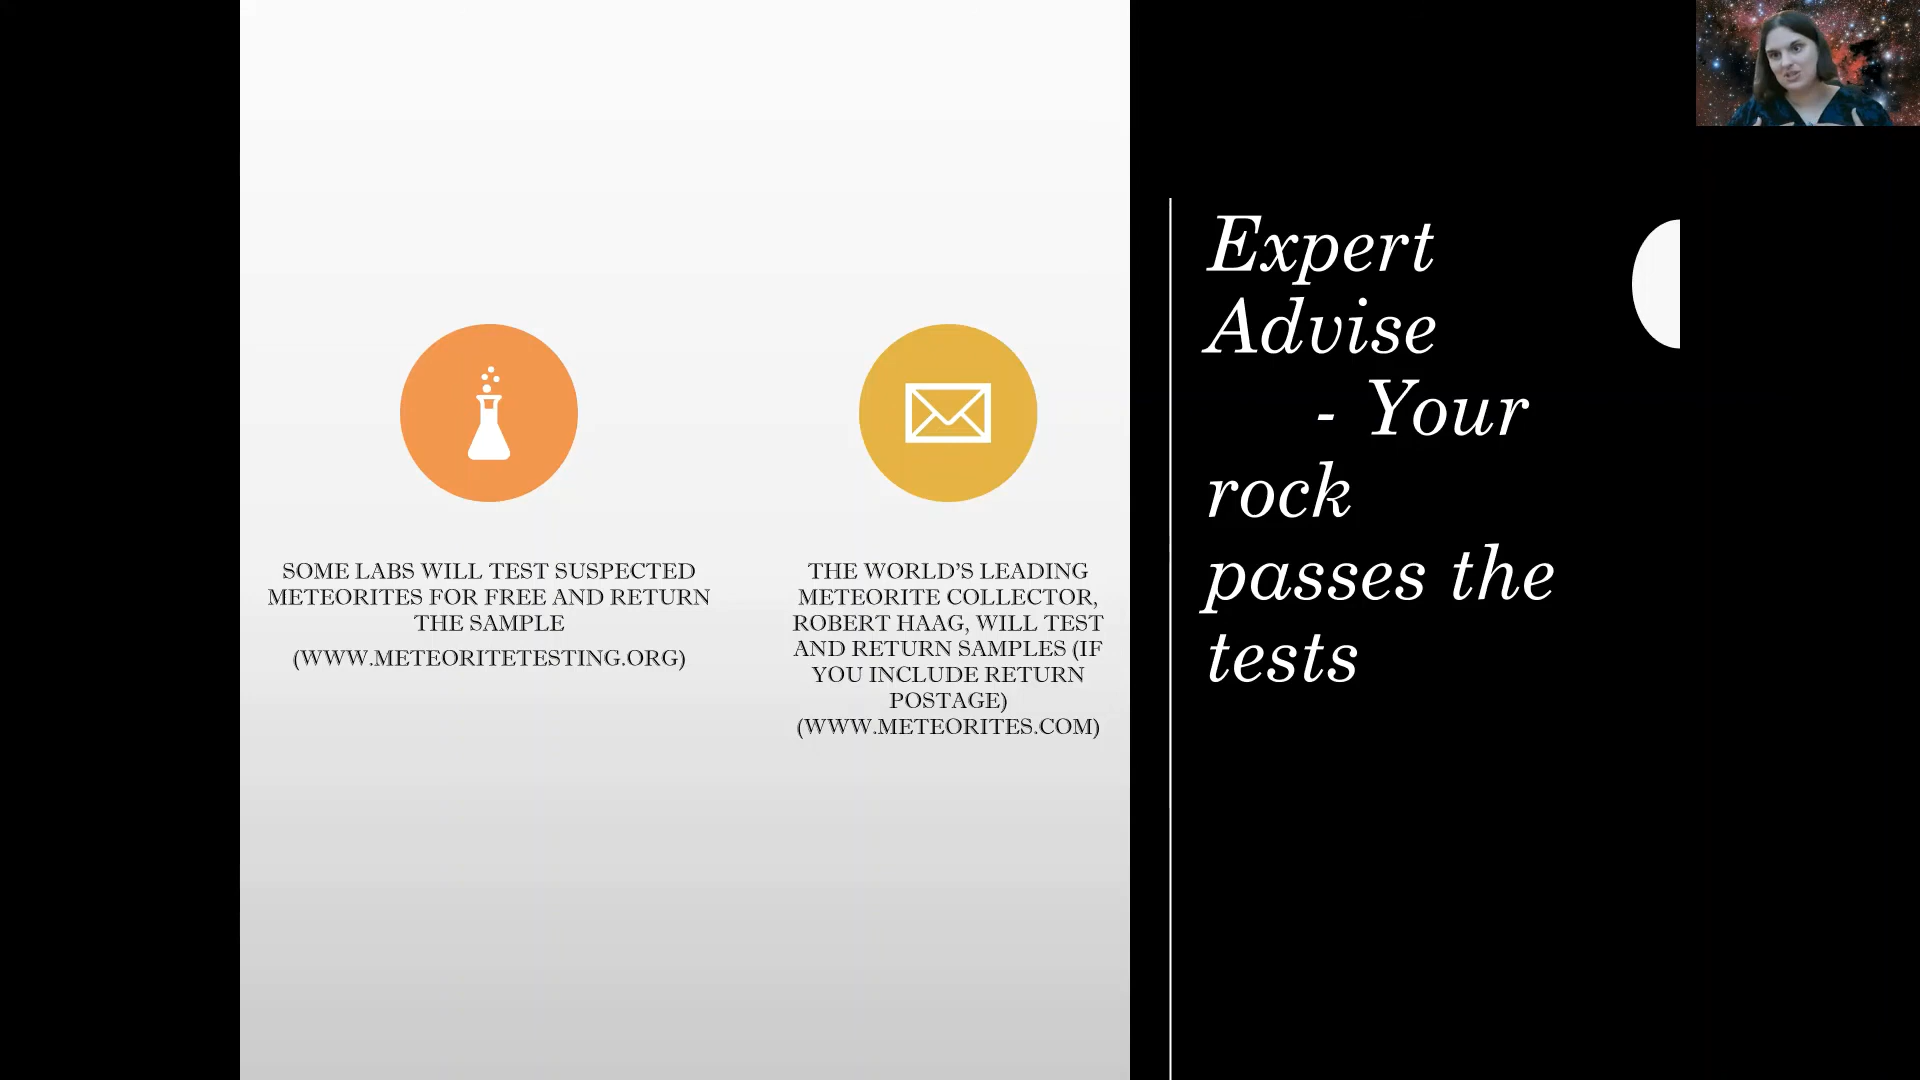 SOME LABS WILL TEST SUSPECTED
METEORITES FOR FREE AND RETURN
THE SAMPLE
(WWW.METEORITETESTING.ORG)
THE WORLD’S LEADING
METEORITE COLLECTOR,
ROBERT HAAG, WILL TEST
AND RETURN SAMPLES (IF
YOU INCLUDE RETURN
POSTAGE)
(WWW.METEORITES.COM)
Expert
Advise
- Your
rock
passes the
tests